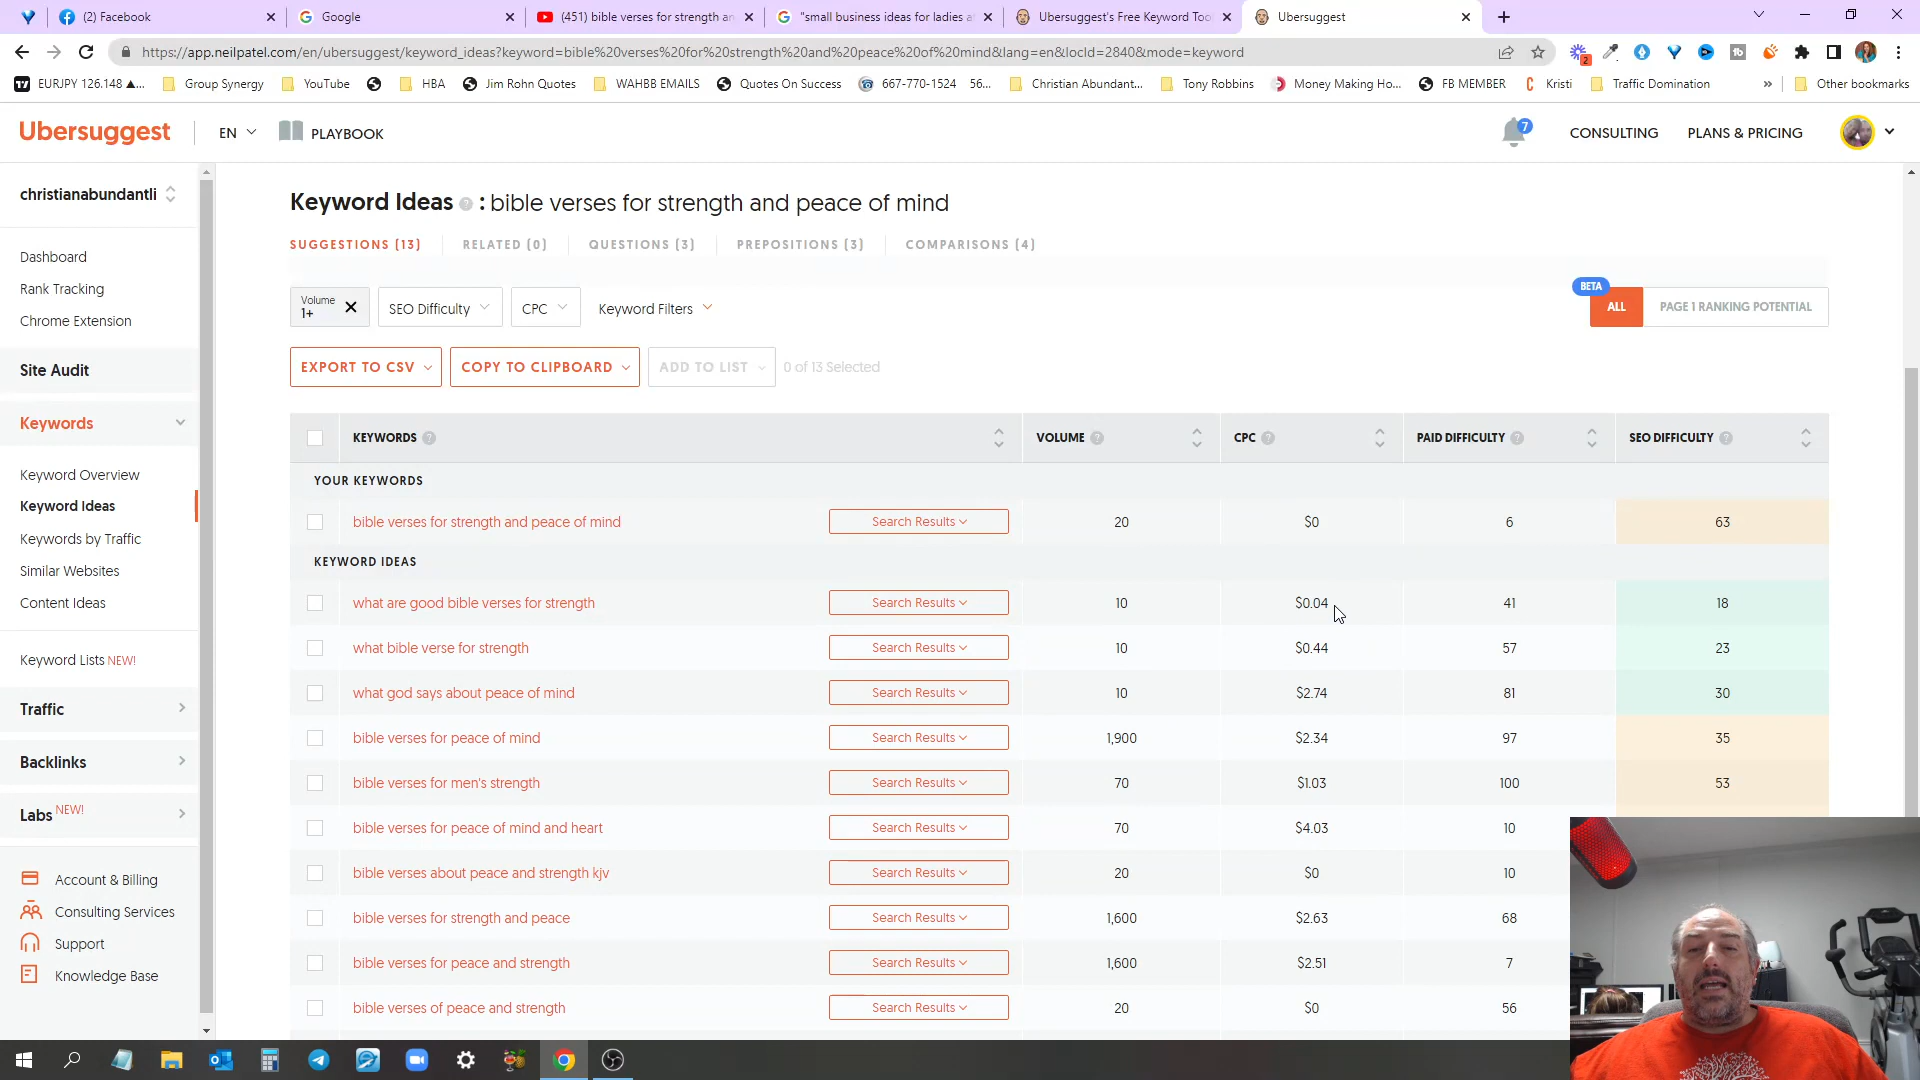 (2) Facebook
Google
(451) bible verses for strength an
"small business ideas for ladies a
Ubersuggest's Free Keyword Tool
Ubersuggest
https://app.neilpatel.com/en/ubersuggest/keyword_ideas?keyword=bible%20verses%20for%20strength%20and%20peace%20of%20mind&lang=en&locId=2840&mode=keyword
2
EURJPY 126.148 ▲...
Group Synergy
YouTube
HBA
Jim Rohn Quotes
WAHBB EMAILS
Quotes On Success
667-770-1524 56...
Christian Abundant...
Tony Robbins
Money Making Ho...
FB MEMBER
Kristi
Traffic Domination
»
Other bookmarks
Ubersuggest
EN
PLAYBOOK
7
CONSULTING
PLANS & PRICING
christianabundantli
Dashboard
Rank Tracking
Chrome Extension
Site Audit
Keywords
Keyword Overview
Keyword Ideas
Keywords by Traffic
Similar Websites
Content Ideas
Keyword Lists NEW!
Traffic
Backlinks
Labs NEW!
Account & Billing
Consulting Services
Support
Knowledge Base
Keyword Ideas ? : bible verses for strength and peace of mind
SUGGESTIONS (13)
RELATED (0)
QUESTIONS (3)
PREPOSITIONS (3)
COMPARISONS (4)
Volume
1+
SEO Difficulty
CPC
Keyword Filters
BETA
ALL
PAGE 1 RANKING POTENTIAL
EXPORT TO CSV
COPY TO CLIPBOARD
ADD TO LIST
0 of 13 Selected
KEYWORDS ? VOLUME ? CPC ? PAID DIFFICULTY ? SEO DIFFICULTY ?
YOUR KEYWORDS
bible verses for strength and peace of mind Search Results 20 $0 6 63
KEYWORD IDEAS
what are good bible verses for strength Search Results 10 $0.04 41 18
what bible verse for strength Search Results 10 $0.44 57 23
what god says about peace of mind Search Results 10 $2.74 81 30
bible verses for peace of mind Search Results 1,900 $2.34 97 35
bible verses for men's strength Search Results 70 $1.03 100 53
bible verses for peace of mind and heart Search Results 70 $4.03 10
bible verses about peace and strength kjv Search Results 20 $0 10
bible verses for strength and peace Search Results 1,600 $2.63 68
bible verses for peace and strength Search Results 1,600 $2.51 7
bible verses of peace and strength Search Results 20 $0 56